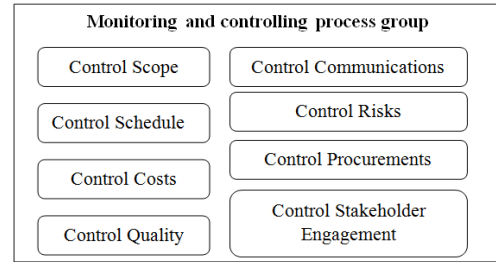 Monitoring and controlling process group
Control Scope
Control Schedule
Control Costs
Control Quality
Control Communications
Control Risks
Control Procurements
Control Stakeholder
Engagement